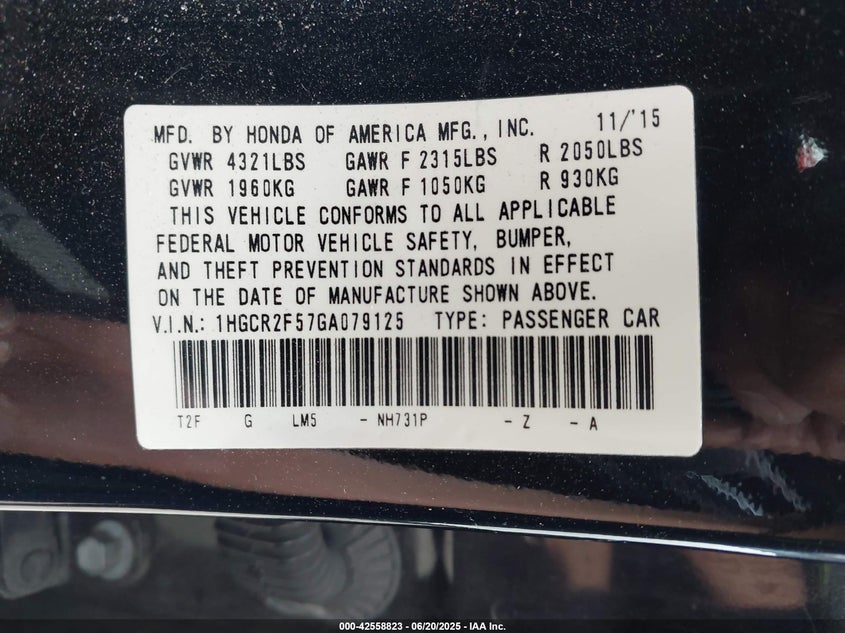 MFD. BY HONDA OF AMERICA MFG., INC. 11/'15
GVWR 4321LBS GAWR F 2315LBS R 2050LBS
GVWR 1960KG GAWR F 1050KG R 930KG
THIS VEHICLE CONFORMS TO ALL APPLICABLE
FEDERAL MOTOR VEHICLE SAFETY, BUMPER,
AND THEFT PREVENTION STANDARDS IN EFFECT
ON THE DATE OF MANUFACTURE SHOWN ABOVE.
V.I.N.: 1HGCR2F57GA079125 TYPE: PASSENGER CAR
T2F G LM5 - NH731P - Z - A
000-42558823 - 06/20/2025 - IAA Inc.